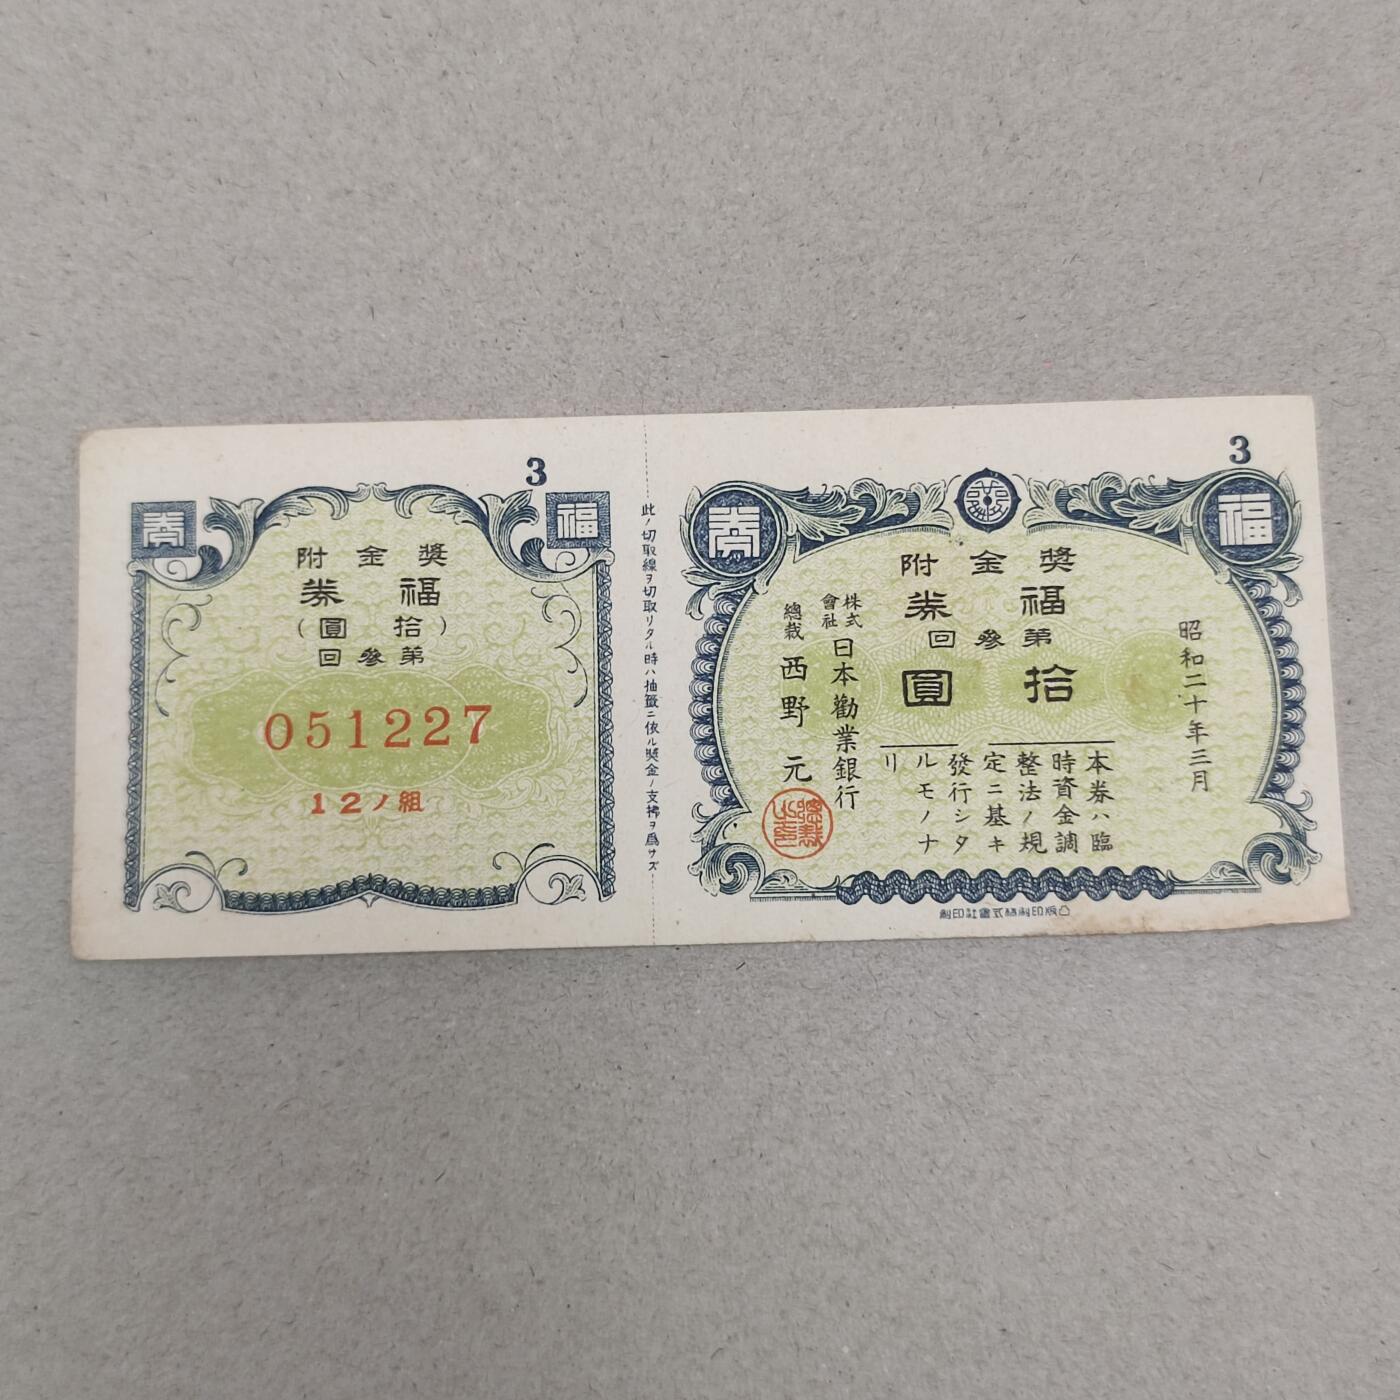 3
券 福
附金奬
券福
（圓拾）
回參第
051227
12ノ組
此ノ切取線ヲ切取リタル時ハ抽籤ニ依ル奬金ノ支拂ヲ爲サズ
3
券 福
附金奬
券福
回參第
圓拾
昭和二十年三月
本券ハ臨
時資金調
整法ノ規
定ニ基キ
發行シタ
ルモノナ
リ
株式會社日本勸業銀行
總裁西野元
製印社會式株刷印版凸